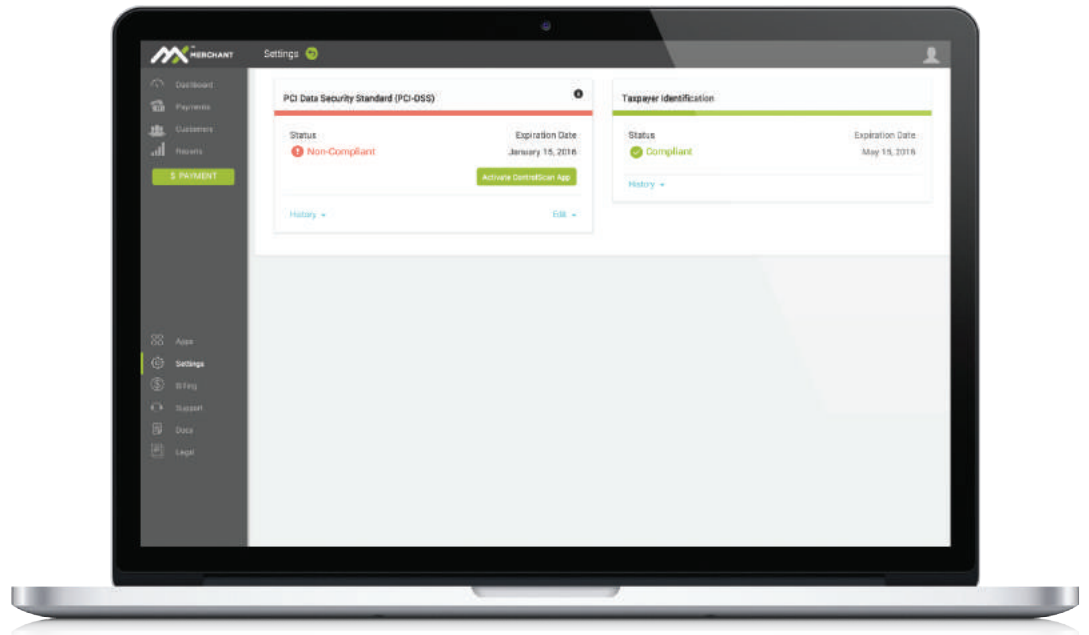 MX™ MERCHANT
Settings
Dashboard
Payments
Customers
Reports
$ PAYMENT
Apps
Settings
Billing
Support
Docs
Legal
PCI Data Security Standard (PCI-DSS)
Status
Expiration Date
Non-Compliant
January 15, 2016
Activate ControlScan App
History
Edit
Taxpayer Identification
Status
Expiration Date
Compliant
May 15, 2016
History